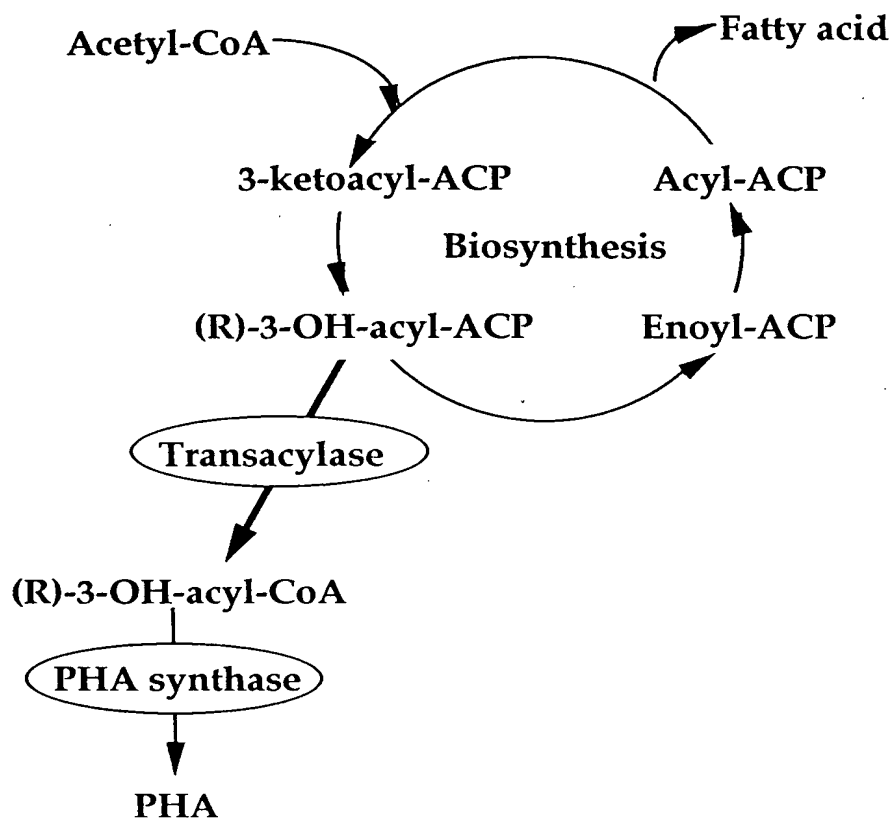 Fatty acid
Acetyl-CoA
3-ketoacyl-ACP
Acyl-ACP
Biosynthesis
(R)-3-OH-acyl-ACP
Enoyl-ACP
Transacylase
(R)-3-OH-acyl-CoA
PHA synthase
PHA